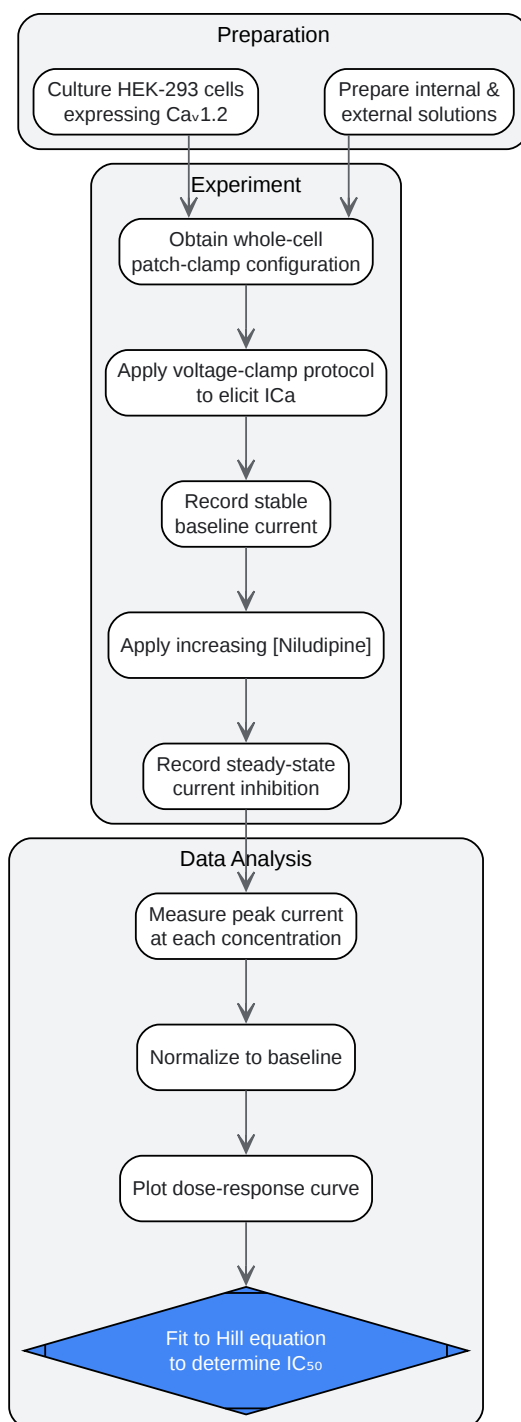 Preparation
Culture HEK-293 cells
expressing Caᵥ1.2
Prepare internal &
external solutions
Experiment
Obtain whole-cell
patch-clamp configuration
Apply voltage-clamp protocol
to elicit ICa
Record stable
baseline current
Apply increasing [Niludipine]
Record steady-state
current inhibition
Data Analysis
Measure peak current
at each concentration
Normalize to baseline
Plot dose-response curve
Fit to Hill equation
to determine IC₅₀